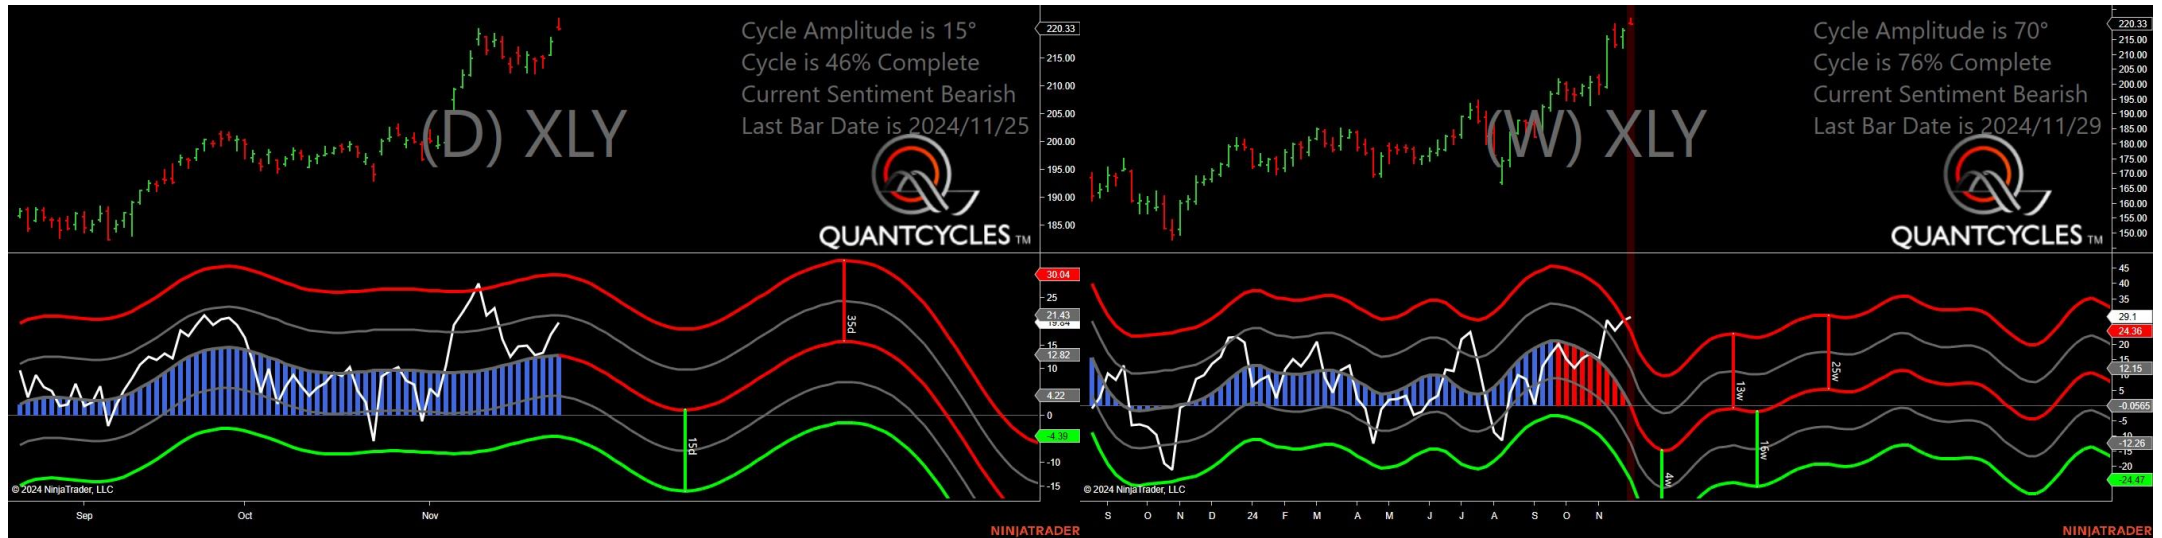 Cycle Amplitude is 15°
Cycle is 46% Complete
Current Sentiment Bearish
Last Bar Date is 2024/11/25
(D) XLY
QUANTCYCLES TM
220.33
215.00
210.00
205.00
200.00
195.00
190.00
185.00
30.04
25
21.43
19.84
15
12.82
10
4.22
0
-4.39
-10
-15
35d
15d
© 2024 NinjaTrader, LLC
Sep Oct Nov
NINJATRADER
Cycle Amplitude is 70°
Cycle is 76% Complete
Current Sentiment Bearish
Last Bar Date is 2024/11/29
(W) XLY
QUANTCYCLES TM
220.33
215.00
210.00
205.00
200.00
195.00
190.00
185.00
180.00
175.00
170.00
165.00
160.00
155.00
150.00
45
40
35
29.1
24.36
20
15
12.15
5
-0.0565
-5
-12.26
-15
-20
-24.47
13w
25w
16w
4w
© 2024 NinjaTrader, LLC
S O N D 24 F M A M J J A S O N
NINJATRADER